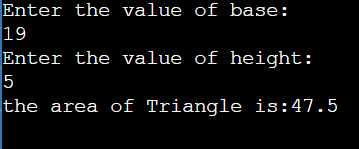 Enter the value of base:
19
Enter the value of height:
5
the area of Triangle is:47.5